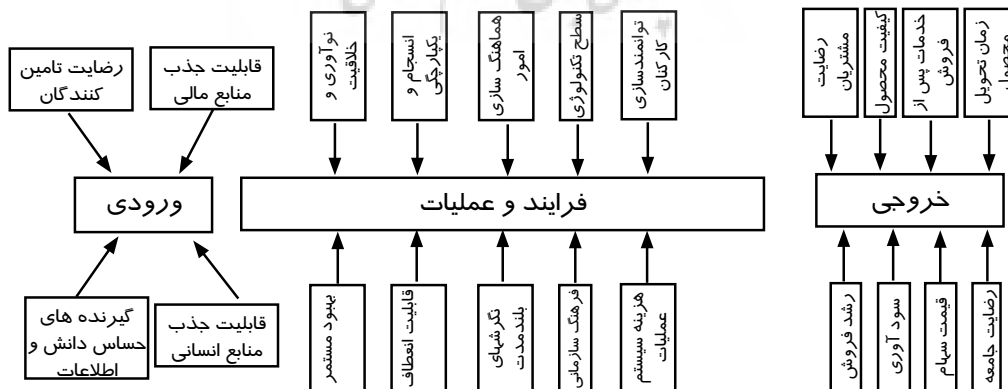 رضایت تامین
کنندگان
قابلیت جذب
منابع مالی
ورودی
گیرنده های
حساس دانش و
اطلاعات
قابلیت جذب
منابع انسانی
نوآوری و
خلاقیت
انسجام و
یکپارچگی
هماهنگ سازی
امور
سطح تکنولوژی
توانمندسازی
کارکنان
فرایند و عملیات
بهبود مستمر
قابلیت انعطاف
نگرشهای
بلندمدت
فرهنگ سازمانی
هزینه سیستم
عملیات
رضایت
مشتریان
کیفیت محصول
خدمات پس از
فروش
زمان تحویل
محصول
خروجی
رشد فروش
سود آوری
قیمت سهام
رضایت جامعه